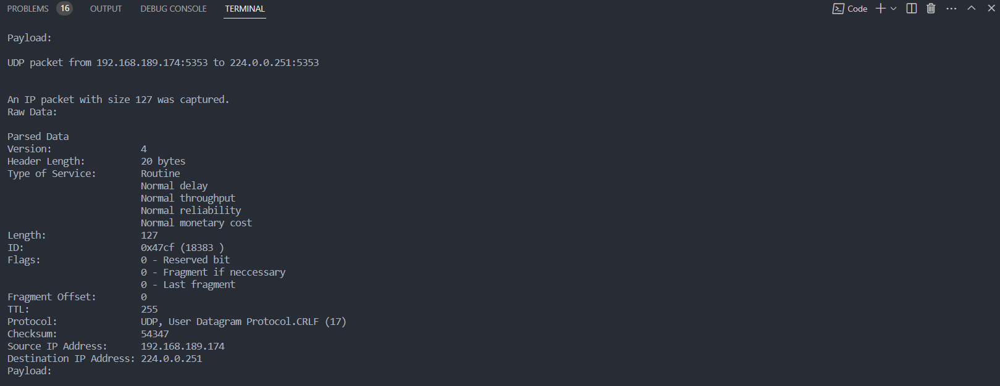 PROBLEMS 16 OUTPUT DEBUG CONSOLE TERMINAL Code
Payload:
UDP packet from 192.168.189.174:5353 to 224.0.0.251:5353
An IP packet with size 127 was captured.
Raw Data:
Parsed Data
Version: 4
Header Length: 20 bytes
Type of Service: Routine
Normal delay
Normal throughput
Normal reliability
Normal monetary cost
Length: 127
ID: 0x47cf (18383 )
Flags: 0 - Reserved bit
0 - Fragment if neccessary
0 - Last fragment
Fragment Offset: 0
TTL: 255
Protocol: UDP, User Datagram Protocol.CRLF (17)
Checksum: 54347
Source IP Address: 192.168.189.174
Destination IP Address: 224.0.0.251
Payload: